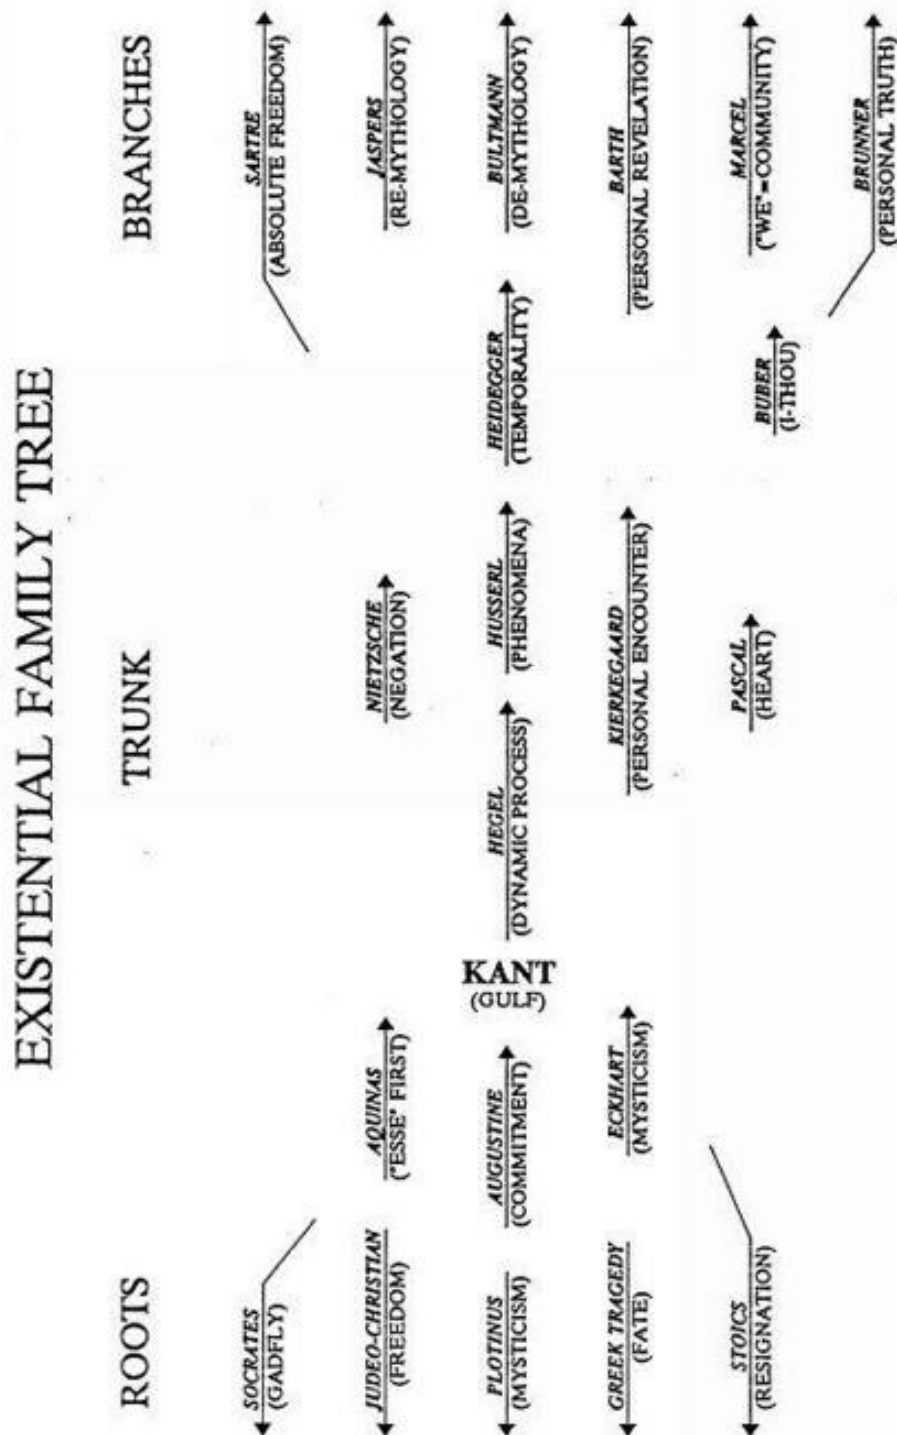 EXISTENTIAL FAMILY TREE
ROOTS
TRUNK
BRANCHES
SOCRATES
(GADFLY)
SARTRE
(ABSOLUTE FREEDOM)
JUDEO-CHRISTIAN
(FREEDOM)
AQUINAS
("ESSE" FIRST)
NIETZSCHE
(NEGATION)
JASPERS
(RE-MYTHOLOGY)
PLOTINUS
(MYSTICISM)
AUGUSTINE
(COMMITMENT)
KANT
(GULF)
HEGEL
(DYNAMIC PROCESS)
HUSSERL
(PHENOMENA)
HEIDEGGER
(TEMPORALITY)
BULTMANN
(DE-MYTHOLOGY)
GREEK TRAGEDY
(FATE)
ECKHART
(MYSTICISM)
KIERKEGAARD
(PERSONAL ENCOUNTER)
BARTH
(PERSONAL REVELATION)
STOICS
(RESIGNATION)
PASCAL
(HEART)
BUBER
(I-THOU)
MARCEL
("WE"=COMMUNITY)
BRUNNER
(PERSONAL TRUTH)